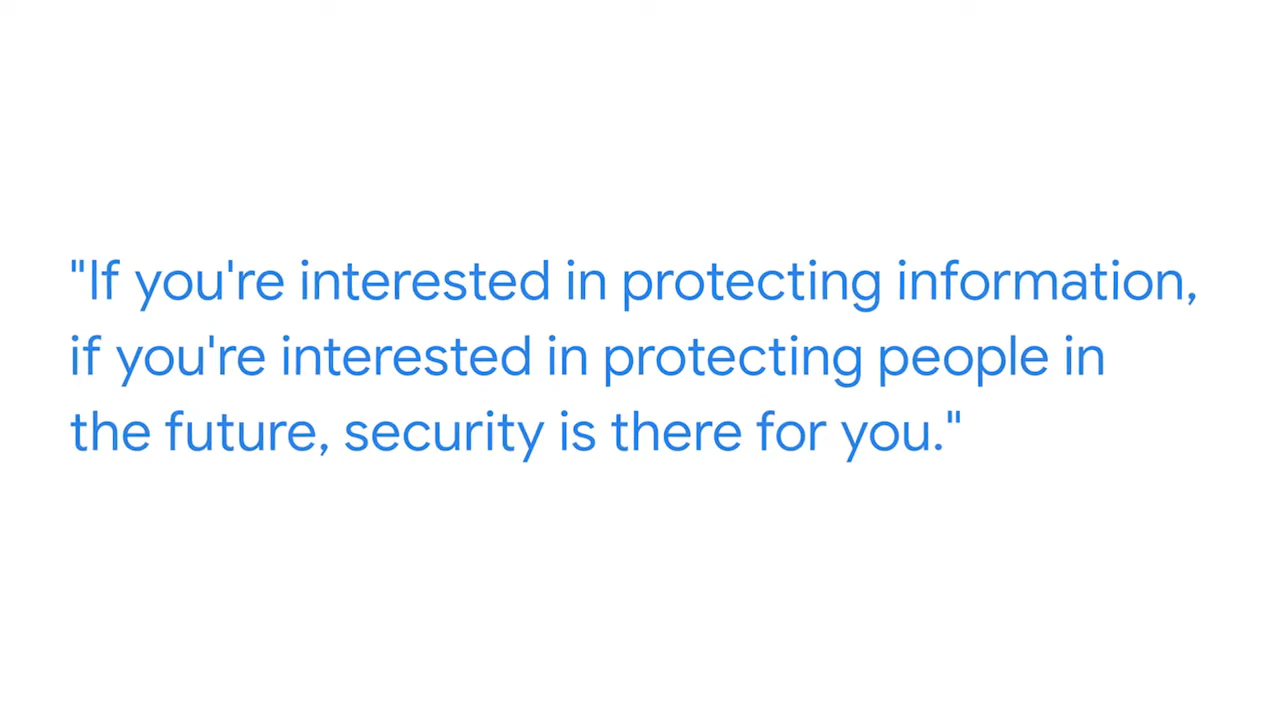 "If you're interested in protecting information,
if you're interested in protecting people in
the future, security is there for you."